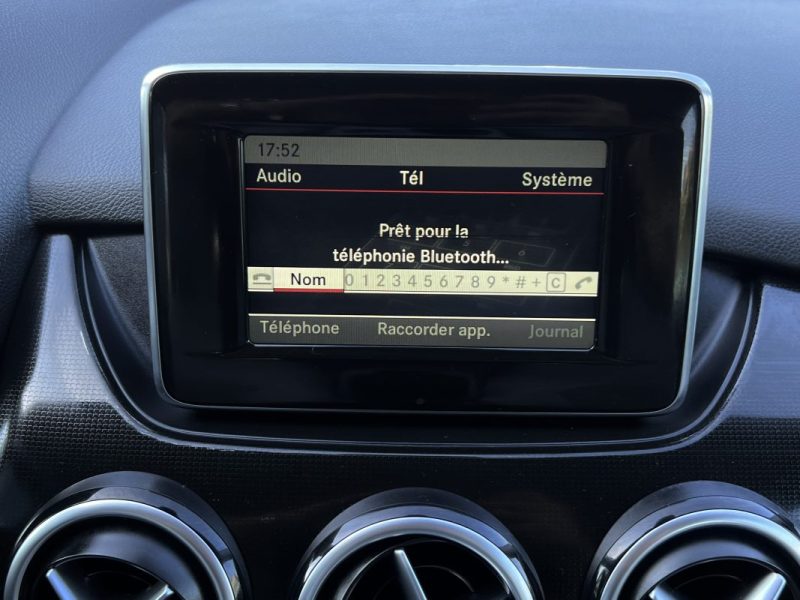 17:52
Audio Tél Système
Prêt pour la
téléphonie Bluetooth...
Nom 0 1 2 3 4 5 6 7 8 9 * # + C
Téléphone Raccorder app. Journal